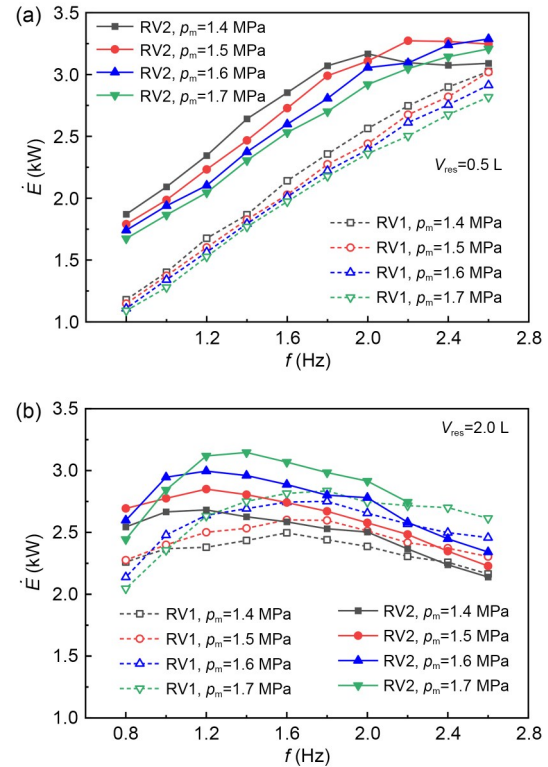 (a)
3.5
3.0
2.5
2.0
1.5
1.0
Ė (kW)
RV2, pm=1.4 MPa
RV2, pm=1.5 MPa
RV2, pm=1.6 MPa
RV2, pm=1.7 MPa
Vres=0.5 L
RV1, pm=1.4 MPa
RV1, pm=1.5 MPa
RV1, pm=1.6 MPa
RV1, pm=1.7 MPa
1.2 1.6 2.0 2.4 2.8
f (Hz)
(b)
3.5
3.0
2.5
2.0
1.5
1.0
Ė (kW)
Vres=2.0 L
RV1, pm=1.4 MPa
RV1, pm=1.5 MPa
RV1, pm=1.6 MPa
RV1, pm=1.7 MPa
RV2, pm=1.4 MPa
RV2, pm=1.5 MPa
RV2, pm=1.6 MPa
RV2, pm=1.7 MPa
0.8 1.2 1.6 2.0 2.4 2.8
f (Hz)